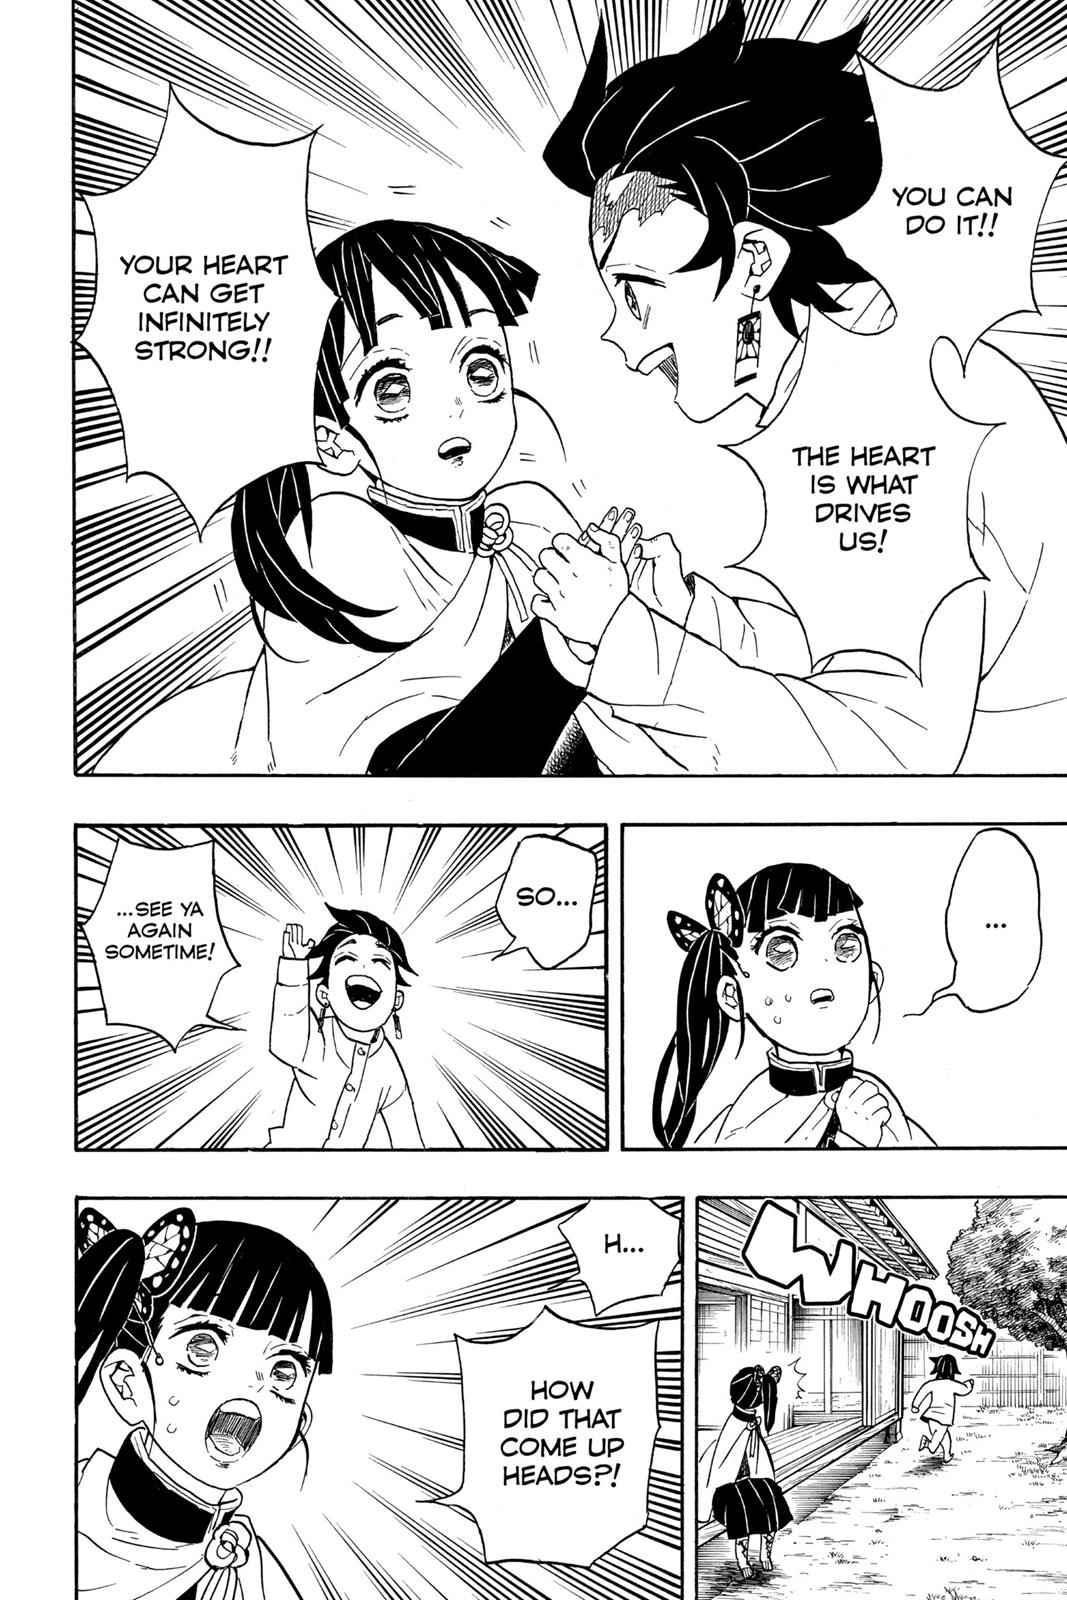 YOU CAN
DO IT!!
THE HEART
IS WHAT
DRIVES
US!
YOUR HEART
CAN GET
INFINITELY
STRONG!!
...
SO...
...SEE YA
AGAIN
SOMETIME!
WHOOSH
H...
HOW
DID THAT
COME UP
HEADS?!